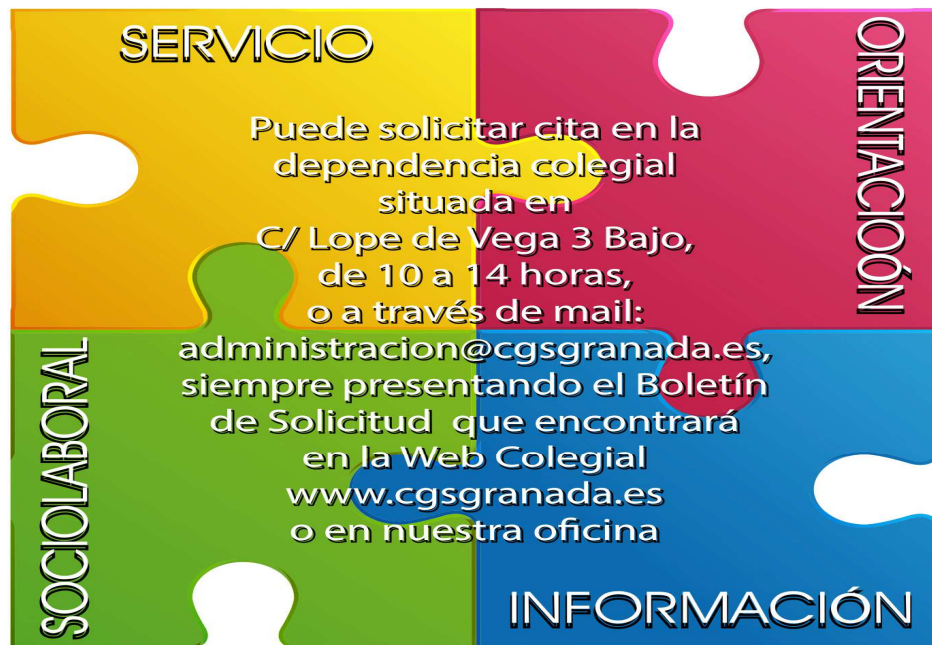 SERVICIO
ORIENTACIOÓN
Puede solicitar cita en la
dependencia colegial
situada en
C/ Lope de Vega 3 Bajo,
de 10 a 14 horas,
o a través de mail:
administracion@cgsgranada.es,
siempre presentando el Boletín
de Solicitud que encontrará
en la Web Colegial
www.cgsgranada.es
o en nuestra oficina
SOCIOLABORAL
INFORMACIÓN